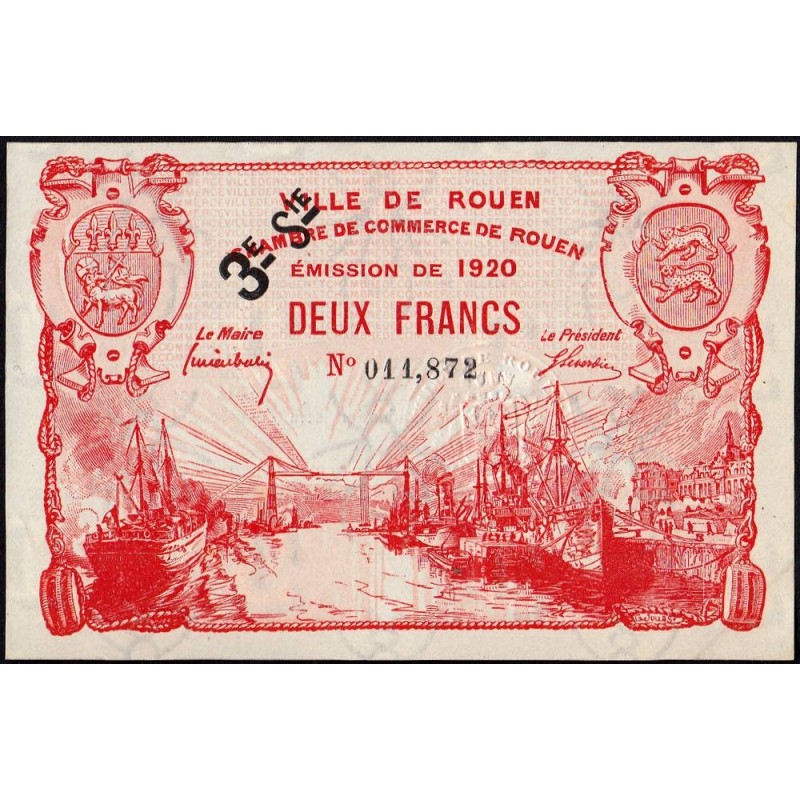 3E Sie
VILLE DE ROUEN
CHAMBRE DE COMMERCE DE ROUEN
ÉMISSION DE 1920
DEUX FRANCS
Le Maire
Le Président
No 011,872